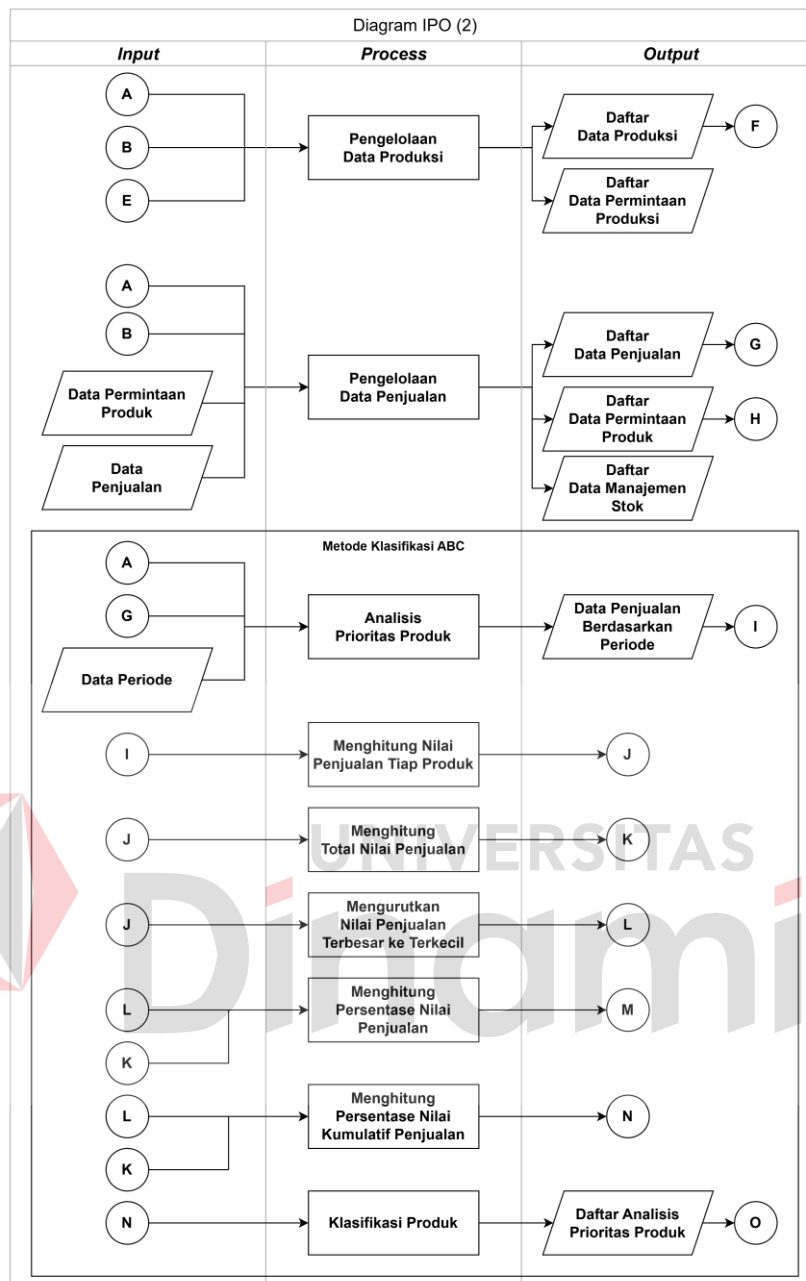 Diagram IPO (2)
Input
Process
Output
A
B
E
Pengelolaan
Data Produksi
Daftar
Data Produksi
F
Daftar
Data Permintaan
Produksi
A
B
Data Permintaan
Produk
Data
Penjualan
Pengelolaan
Data Penjualan
Daftar
Data Penjualan
G
Daftar
Data Permintaan
Produk
H
Daftar
Data Manajemen
Stok
Metode Klasifikasi ABC
A
G
Data Periode
Analisis
Prioritas Produk
Data Penjualan
Berdasarkan
Periode
I
I
Menghitung Nilai
Penjualan Tiap Produk
J
J
Menghitung
Total Nilai Penjualan
K
J
Mengurutkan
Nilai Penjualan
Terbesar ke Terkecil
L
L
K
Menghitung
Persentase Nilai
Penjualan
M
L
K
Menghitung
Persentase Nilai
Kumulatif Penjualan
N
N
Klasifikasi Produk
Daftar Analisis
Prioritas Produk
O
UNIVERSITAS
Dinami